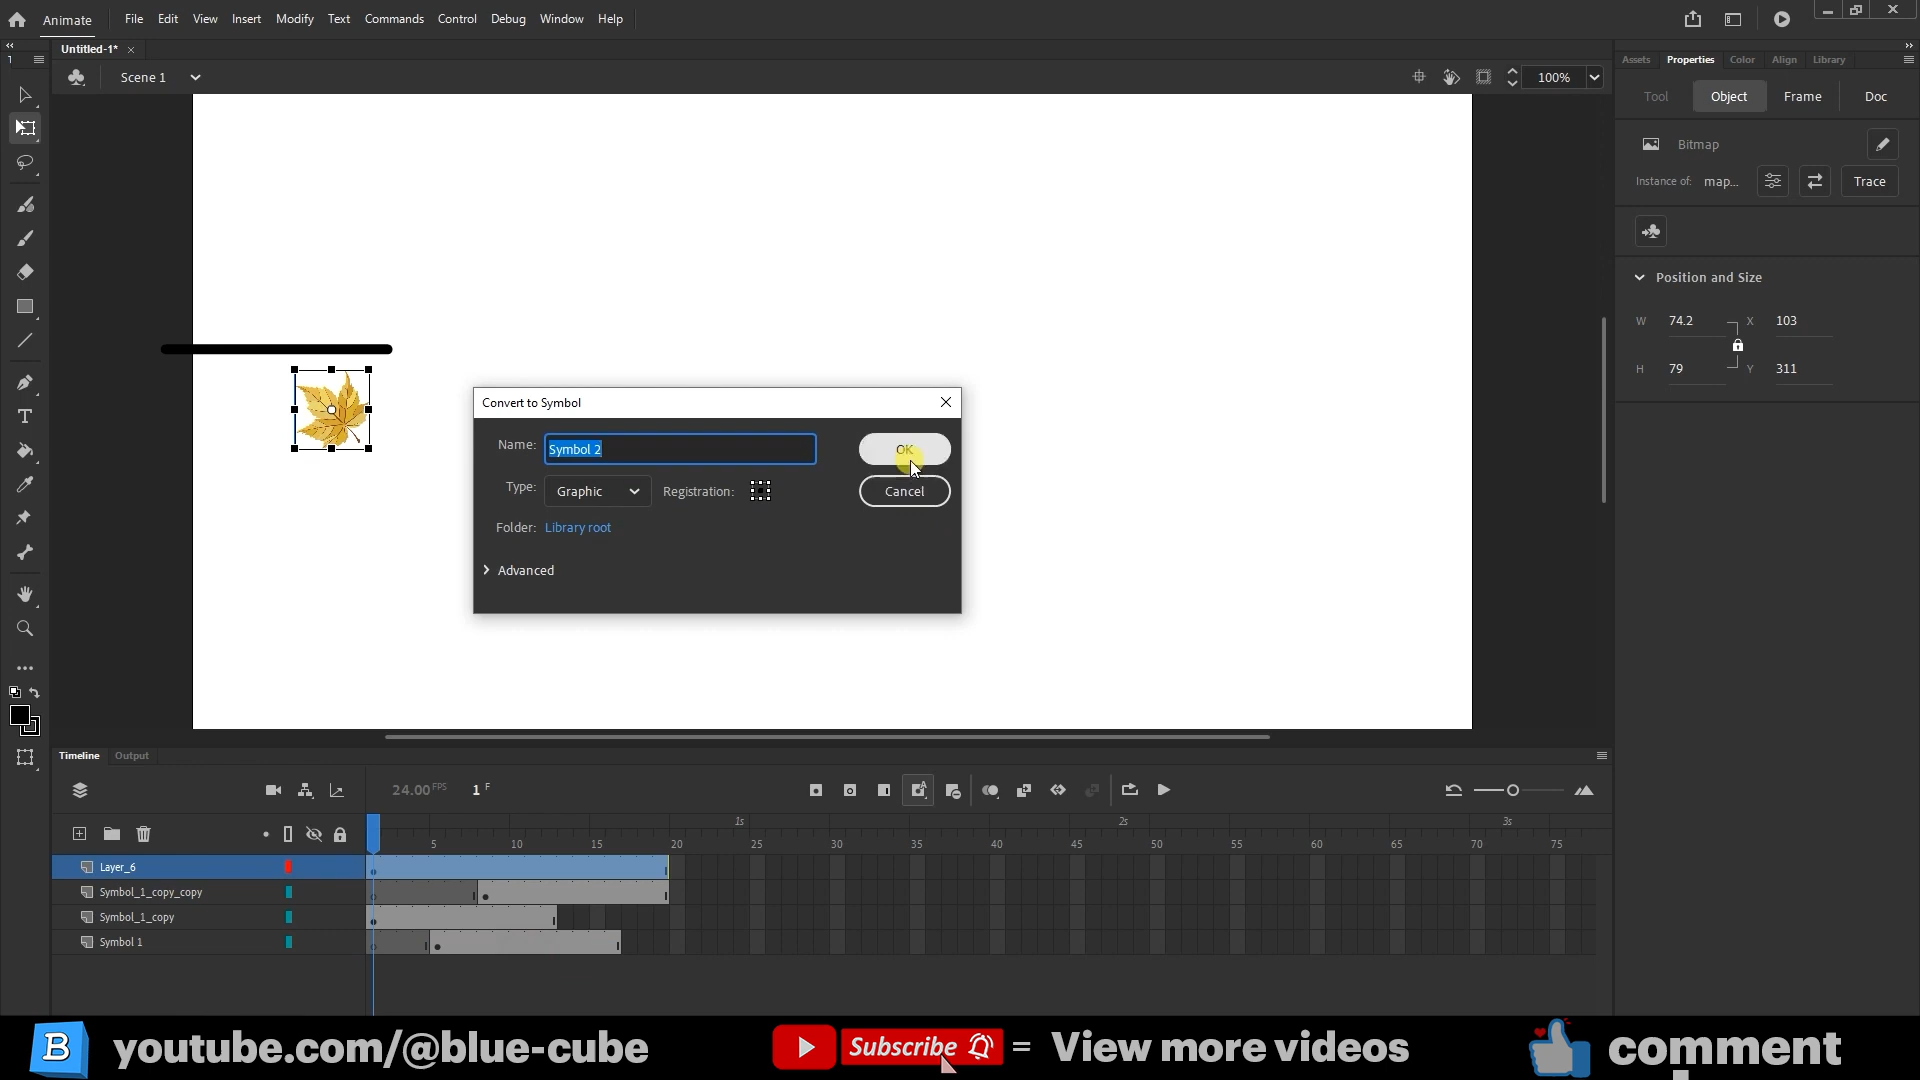 Animate File Edit View Insert Modify Text Commands Control Debug Window Help
Untitled-1*
Scene 1 100%
Assets Properties Color Align Library
Tool Object Frame Doc
Bitmap
Instance of: map... Trace
Position and Size
W 74.2 X 103
H 79 Y 311
Convert to Symbol
Name: Symbol 2 OK
Type: Graphic Registration: Cancel
Folder: Library root
Advanced
Timeline Output
24.00 FPS 1 F
1s 2s 3s
5 10 15 20 25 30 35 40 45 50 55 60 65 70 75
Layer_6
Symbol_1_copy_copy
Symbol_1_copy
Symbol 1
B youtube.com/@blue-cube Subscribe = View more videos comment